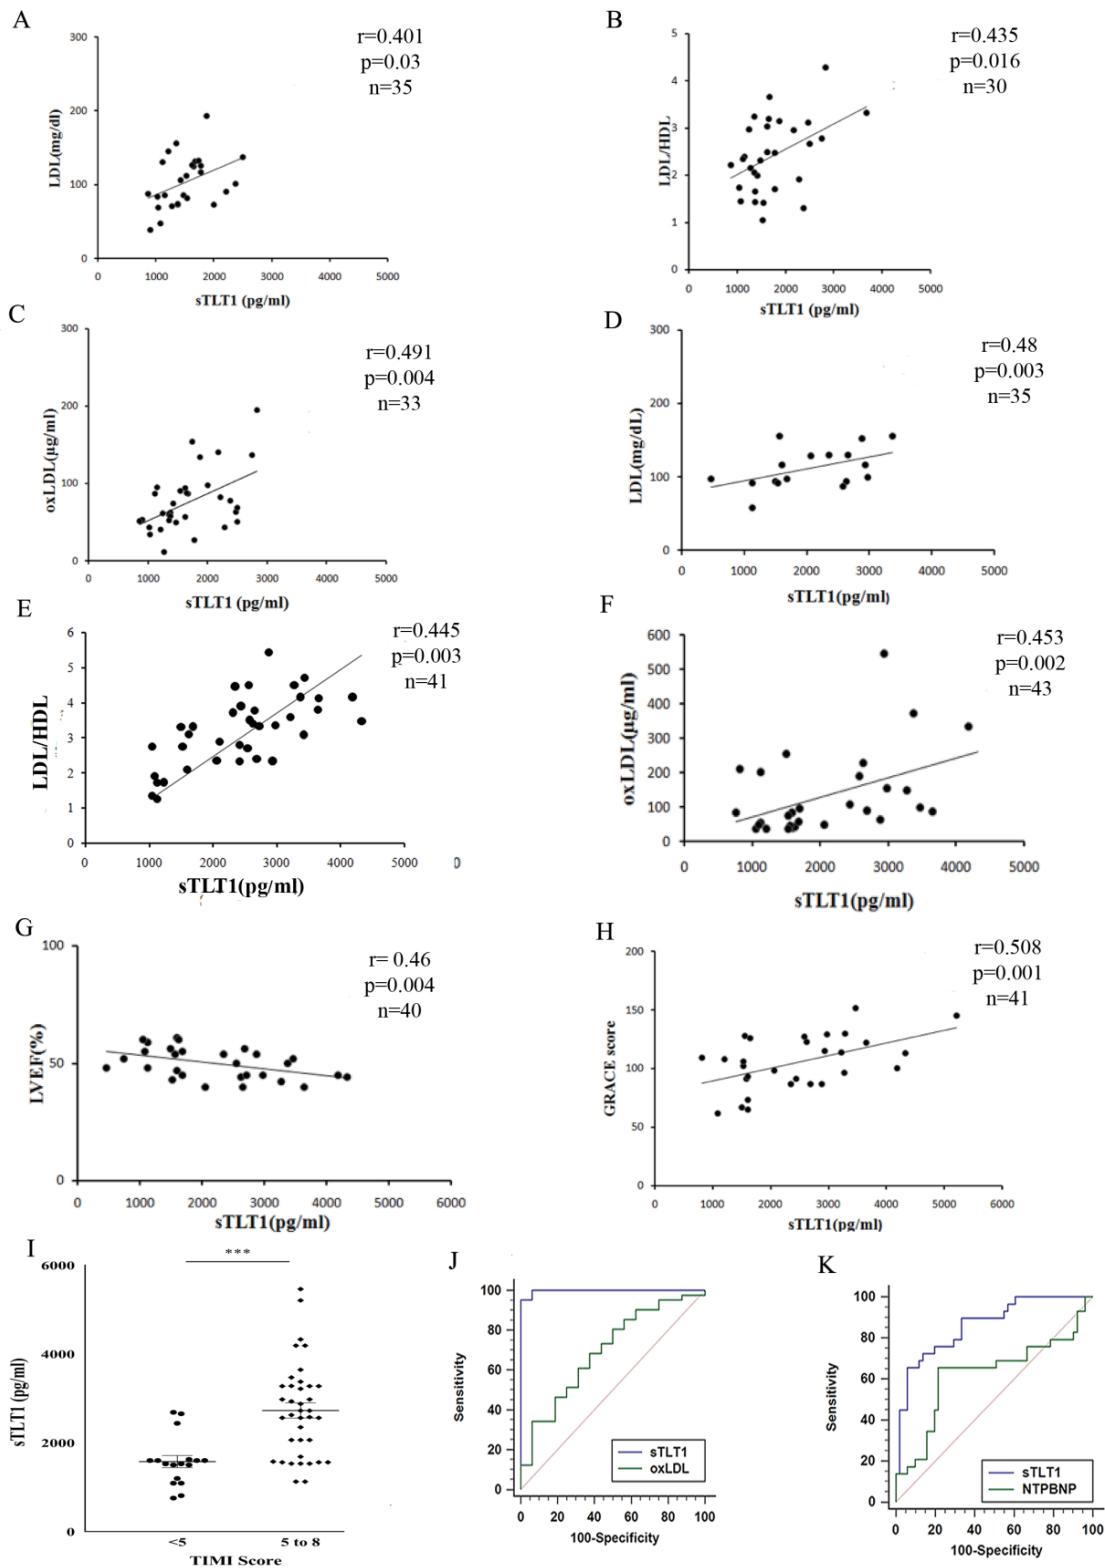 A
r=0.401
p=0.03
n=35
300
200
100
0
LDL(mg/dl)
0 1000 2000 3000 4000 5000
sTLT1 (pg/ml)
B
r=0.435
p=0.016
n=30
5
4
3
2
1
0
LDL/HDL
0 1000 2000 3000 4000 5000
sTLT1 (pg/ml)
C
r=0.491
p=0.004
n=33
300
200
100
0
oxLDL(µg/ml)
0 1000 2000 3000 4000 5000
sTLT1 (pg/ml)
D
r=0.48
p=0.003
n=35
300
200
100
0
LDL(mg/dL)
0 1000 2000 3000 4000 5000
sTLT1(pg/ml)
E
r=0.445
p=0.003
n=41
6
5
4
3
2
1
0
LDL/HDL
0 1000 2000 3000 4000 5000 0
sTLT1(pg/ml)
F
r=0.453
p=0.002
n=43
600
500
400
300
200
100
0
oxLDL(µg/ml)
0 1000 2000 3000 4000 5000
sTLT1(pg/ml)
G
r= 0.46
p=0.004
n=40
100
50
0
LVEF(%)
0 1000 2000 3000 4000 5000 6000
sTLT1(pg/ml)
H
r=0.508
p=0.001
n=41
200
150
100
50
0
GRACE score
0 1000 2000 3000 4000 5000 6000
sTLT1(pg/ml)
I
***
6000
4000
2000
0
sTLT1 (pg/ml)
<5 5 to 8
TIMI Score
J
100
80
60
40
20
0
Sensitivity
sTLT1
oxLDL
0 20 40 60 80 100
100-Specificity
K
100
80
60
40
20
0
Sensitivity
sTLT1
NTPBNP
0 20 40 60 80 100
100-Specificity